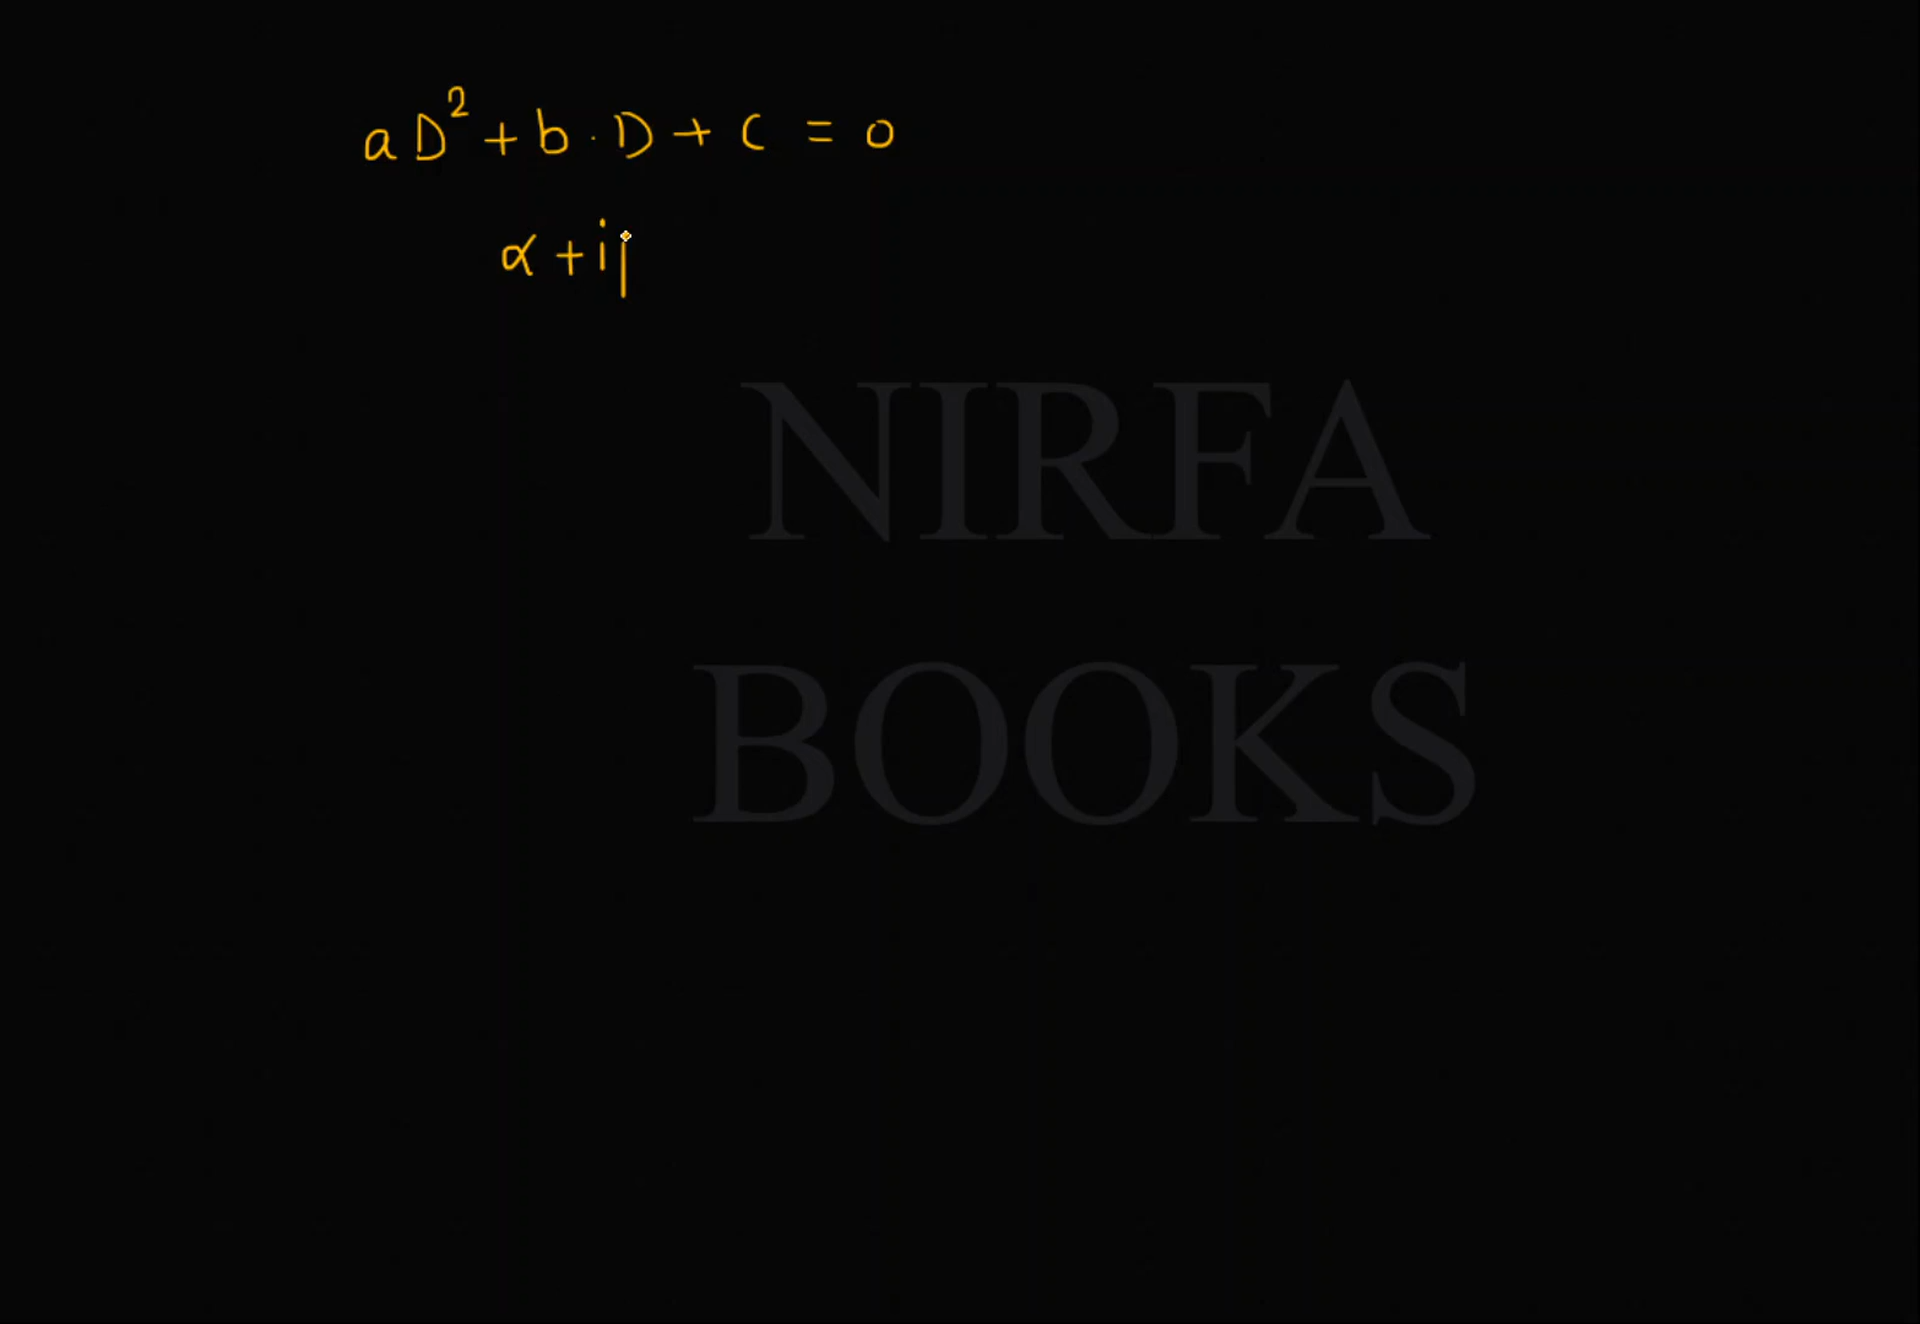 aD² + b · D + c = 0
α + i
NIRFA
BOOKS